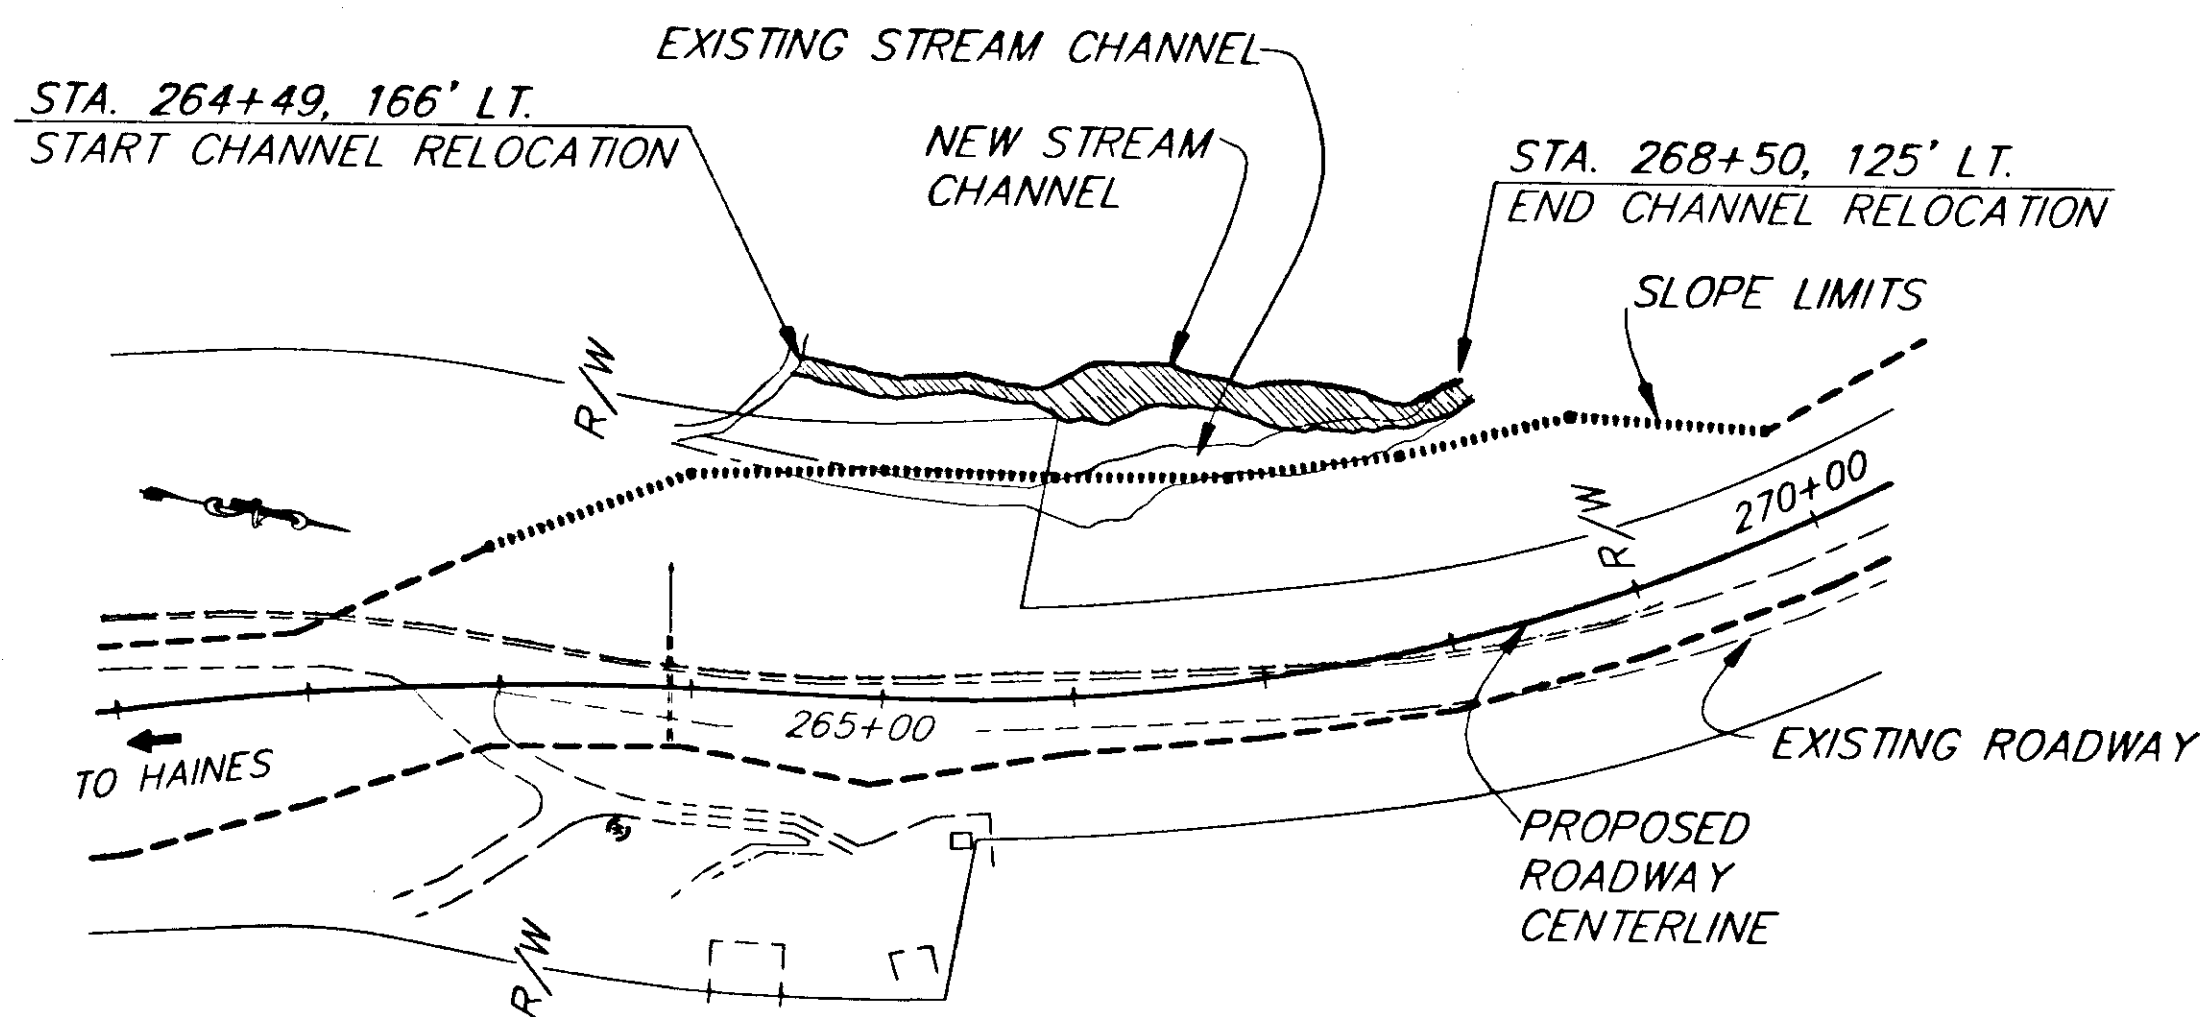 EXISTING STREAM CHANNEL
STA. 264+49, 166' LT.
START CHANNEL RELOCATION
NEW STREAM
CHANNEL
STA. 268+50, 125' LT.
END CHANNEL RELOCATION
SLOPE LIMITS
R/W
270+00
R/W
265+00
TO HAINES
EXISTING ROADWAY
PROPOSED
ROADWAY
CENTERLINE
R/W